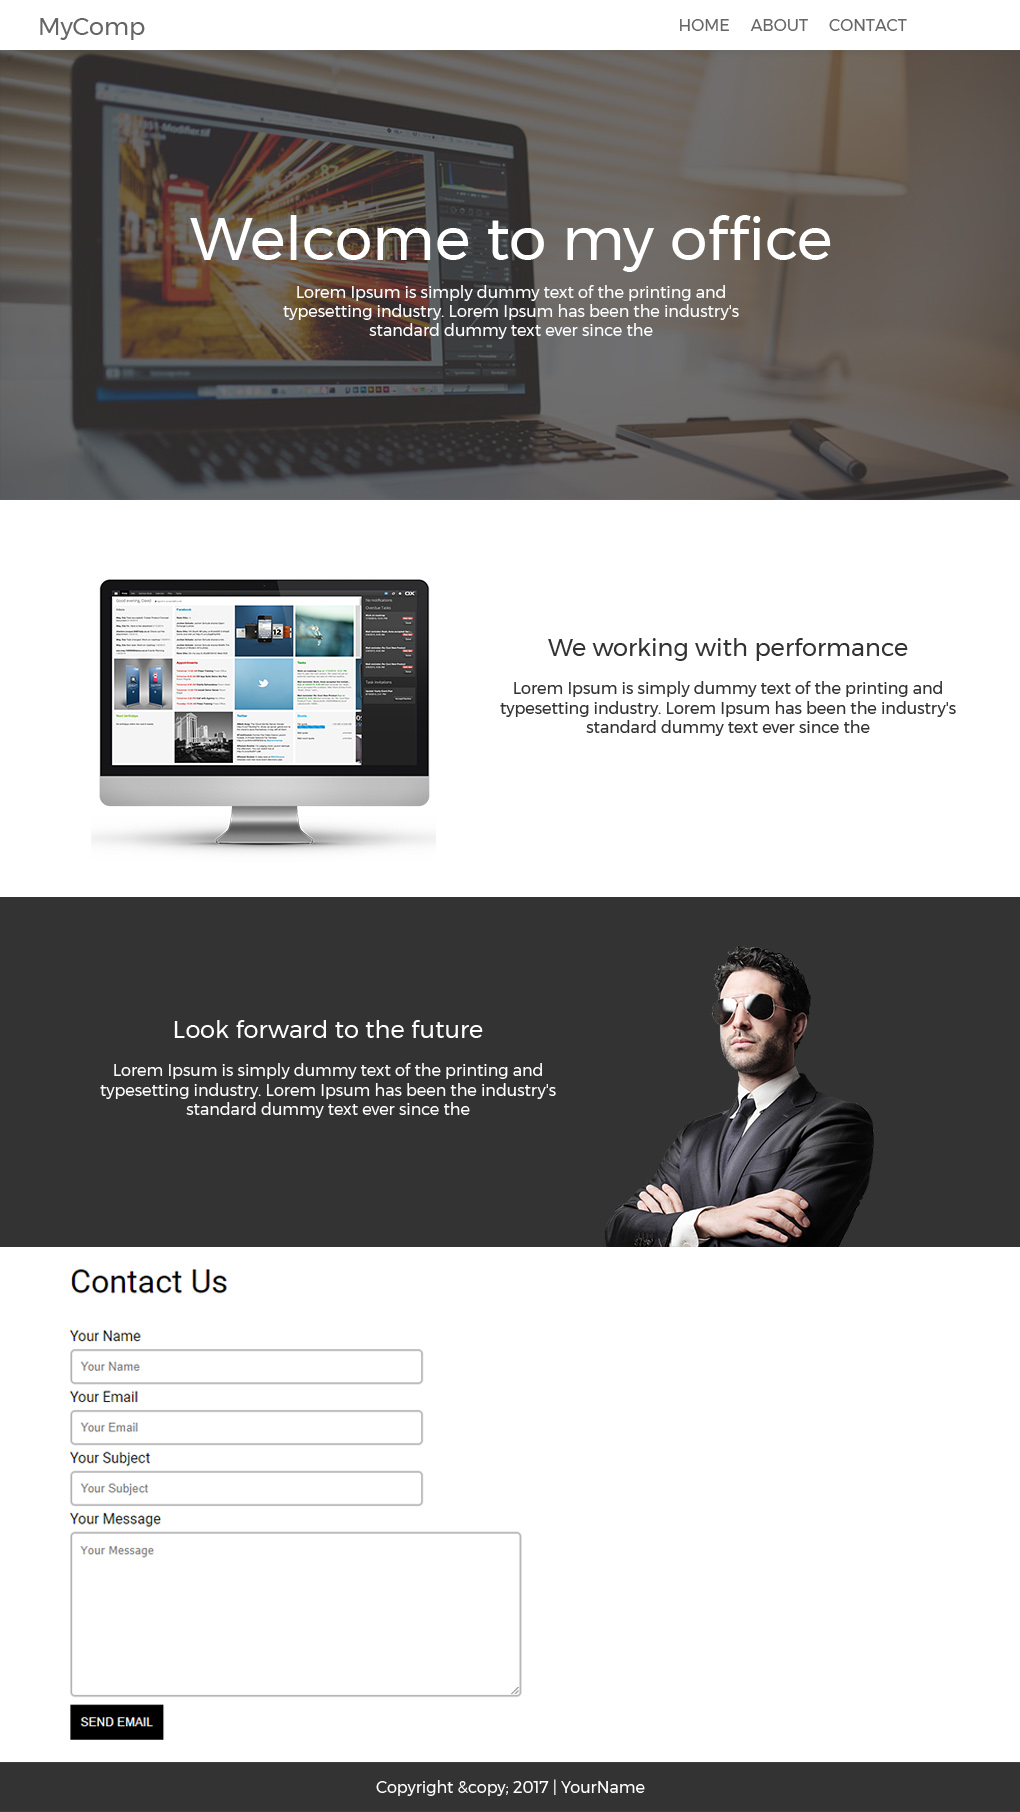 MyComp
HOME ABOUT CONTACT
Welcome to my office
Lorem Ipsum is simply dummy text of the printing and
typesetting industry. Lorem Ipsum has been the industry's
standard dummy text ever since the
We working with performance
Lorem Ipsum is simply dummy text of the printing and
typesetting industry. Lorem Ipsum has been the industry's
standard dummy text ever since the
Look forward to the future
Lorem Ipsum is simply dummy text of the printing and
typesetting industry. Lorem Ipsum has been the industry's
standard dummy text ever since the
Contact Us
Your Name
Your Name
Your Email
Your Email
Your Subject
Your Subject
Your Message
Your Message
SEND EMAIL
Copyright &copy; 2017 | YourName